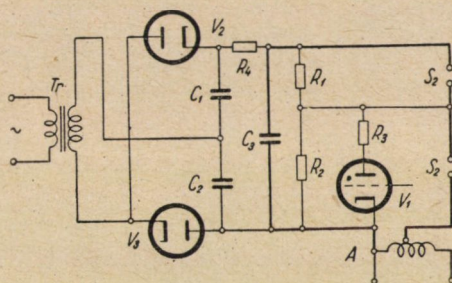 V₂
Tr
R₄
R₁
S₂
C₁
C₃
R₃
~
C₂
R₂
S₂
V₁
V₃
A